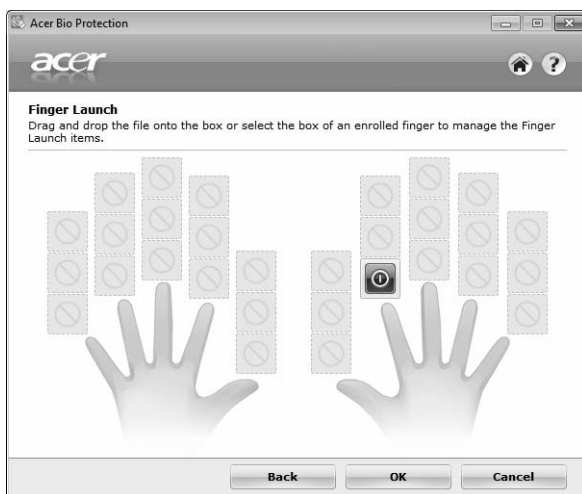 Acer Bio Protection
acer
?
Finger Launch
Drag and drop the file onto the box or select the box of an enrolled finger to manage the Finger
Launch items.
Back OK Cancel